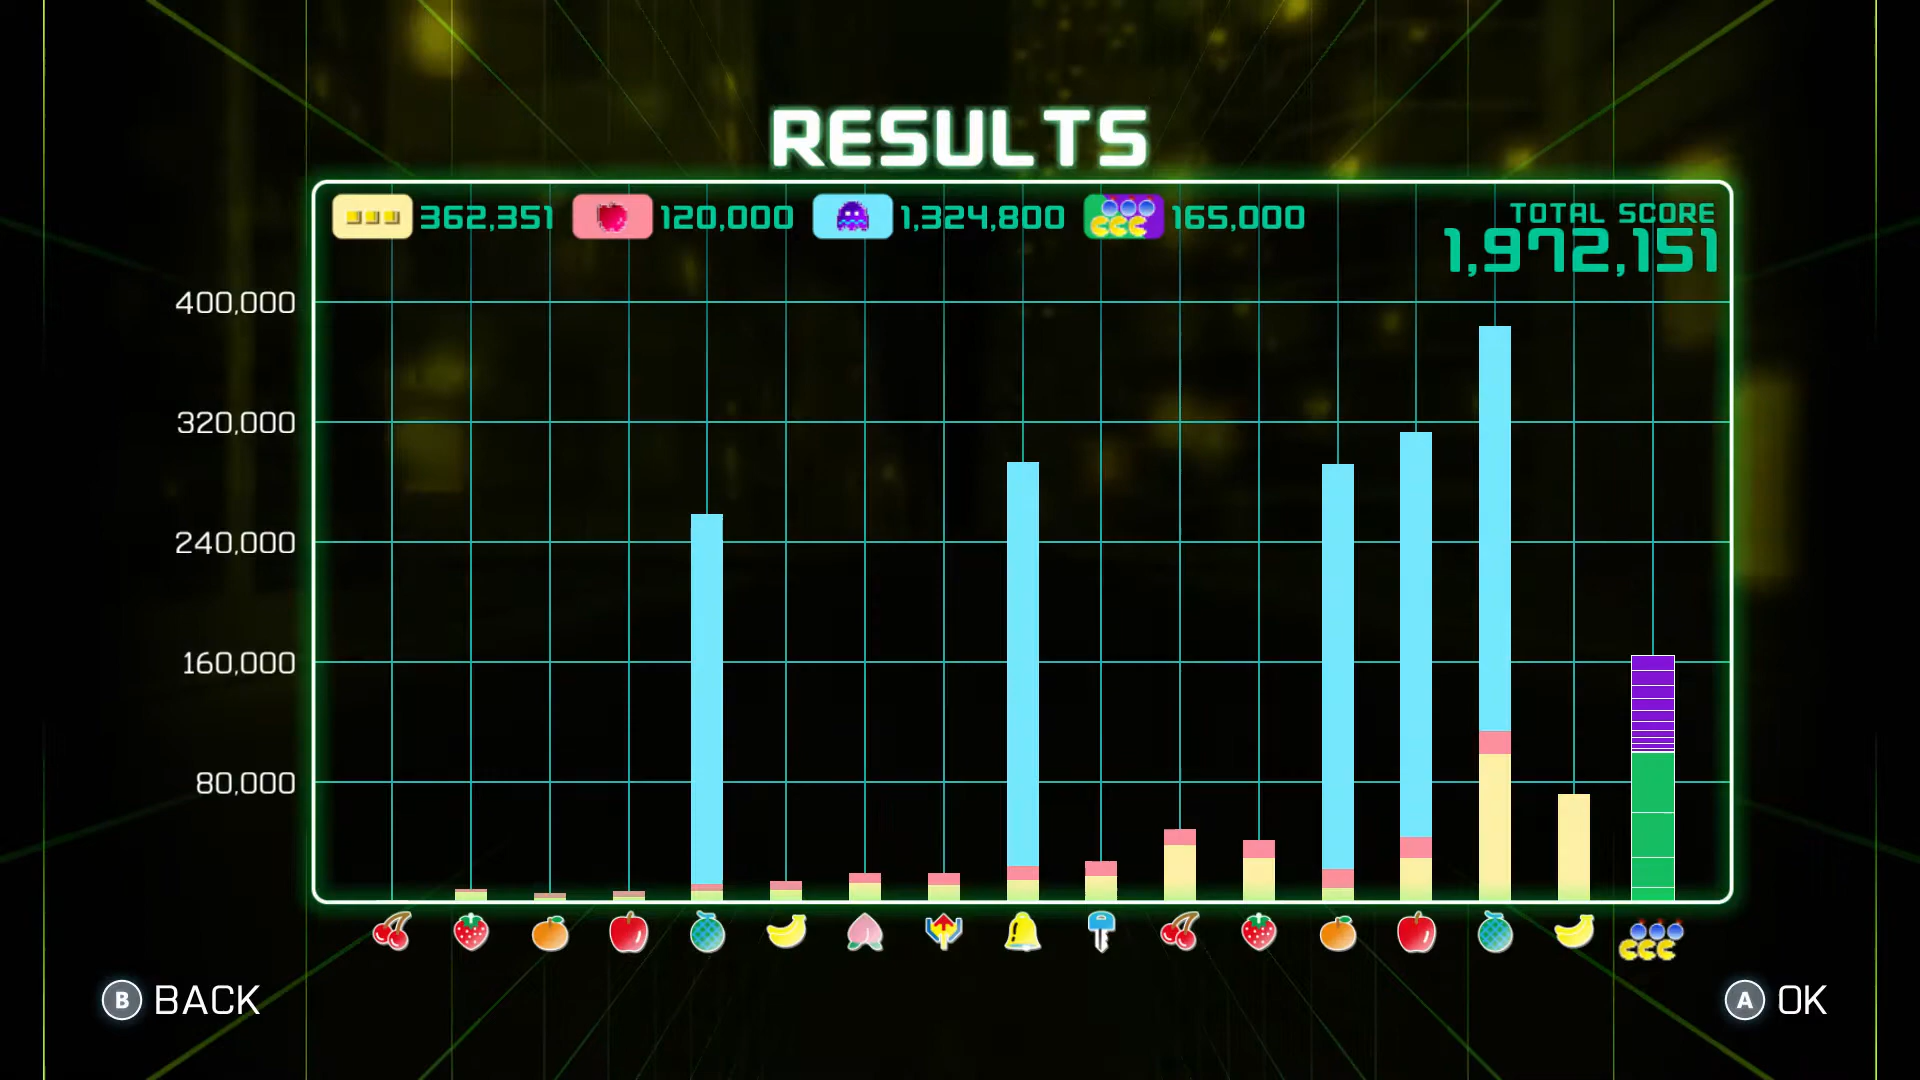 RESULTS
362,351 120,000 1,324,800 165,000
TOTAL SCORE
1,972,151
400,000
320,000
240,000
160,000
80,000
B BACK
A OK